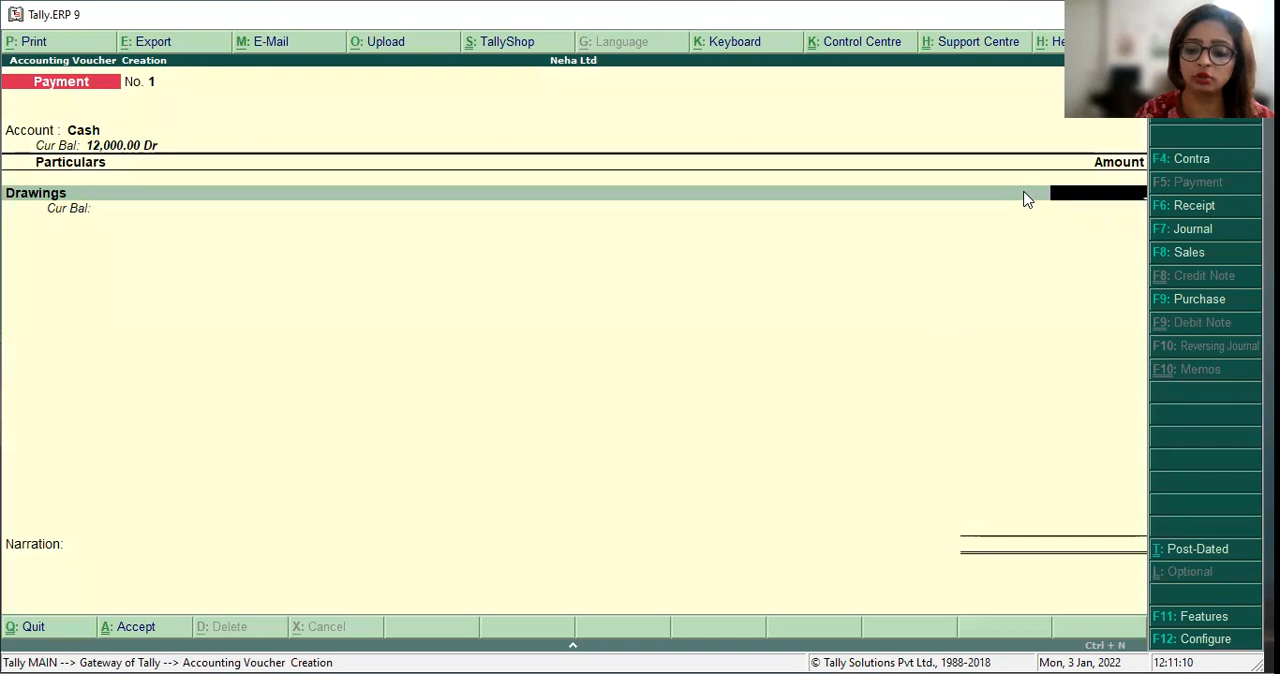 Tally.ERP 9
P: Print E: Export M: E-Mail O: Upload S: TallyShop G: Language K: Keyboard K: Control Centre H: Support Centre H:
Accounting Voucher Creation Neha Ltd
Payment No. 1
Account : Cash
Cur Bal: 12,000.00 Dr
Particulars Amount
Drawings
Cur Bal:
F4: Contra
F5: Payment
F6: Receipt
F7: Journal
F8: Sales
F8: Credit Note
F9: Purchase
F9: Debit Note
F10: Reversing Journal
F10: Memos
Narration:
T: Post-Dated
L: Optional
F11: Features
F12: Configure
Q: Quit A: Accept D: Delete X: Cancel
Ctrl + N
Tally MAIN --> Gateway of Tally --> Accounting Voucher Creation © Tally Solutions Pvt Ltd., 1988-2018 Mon, 3 Jan, 2022 12:11:10